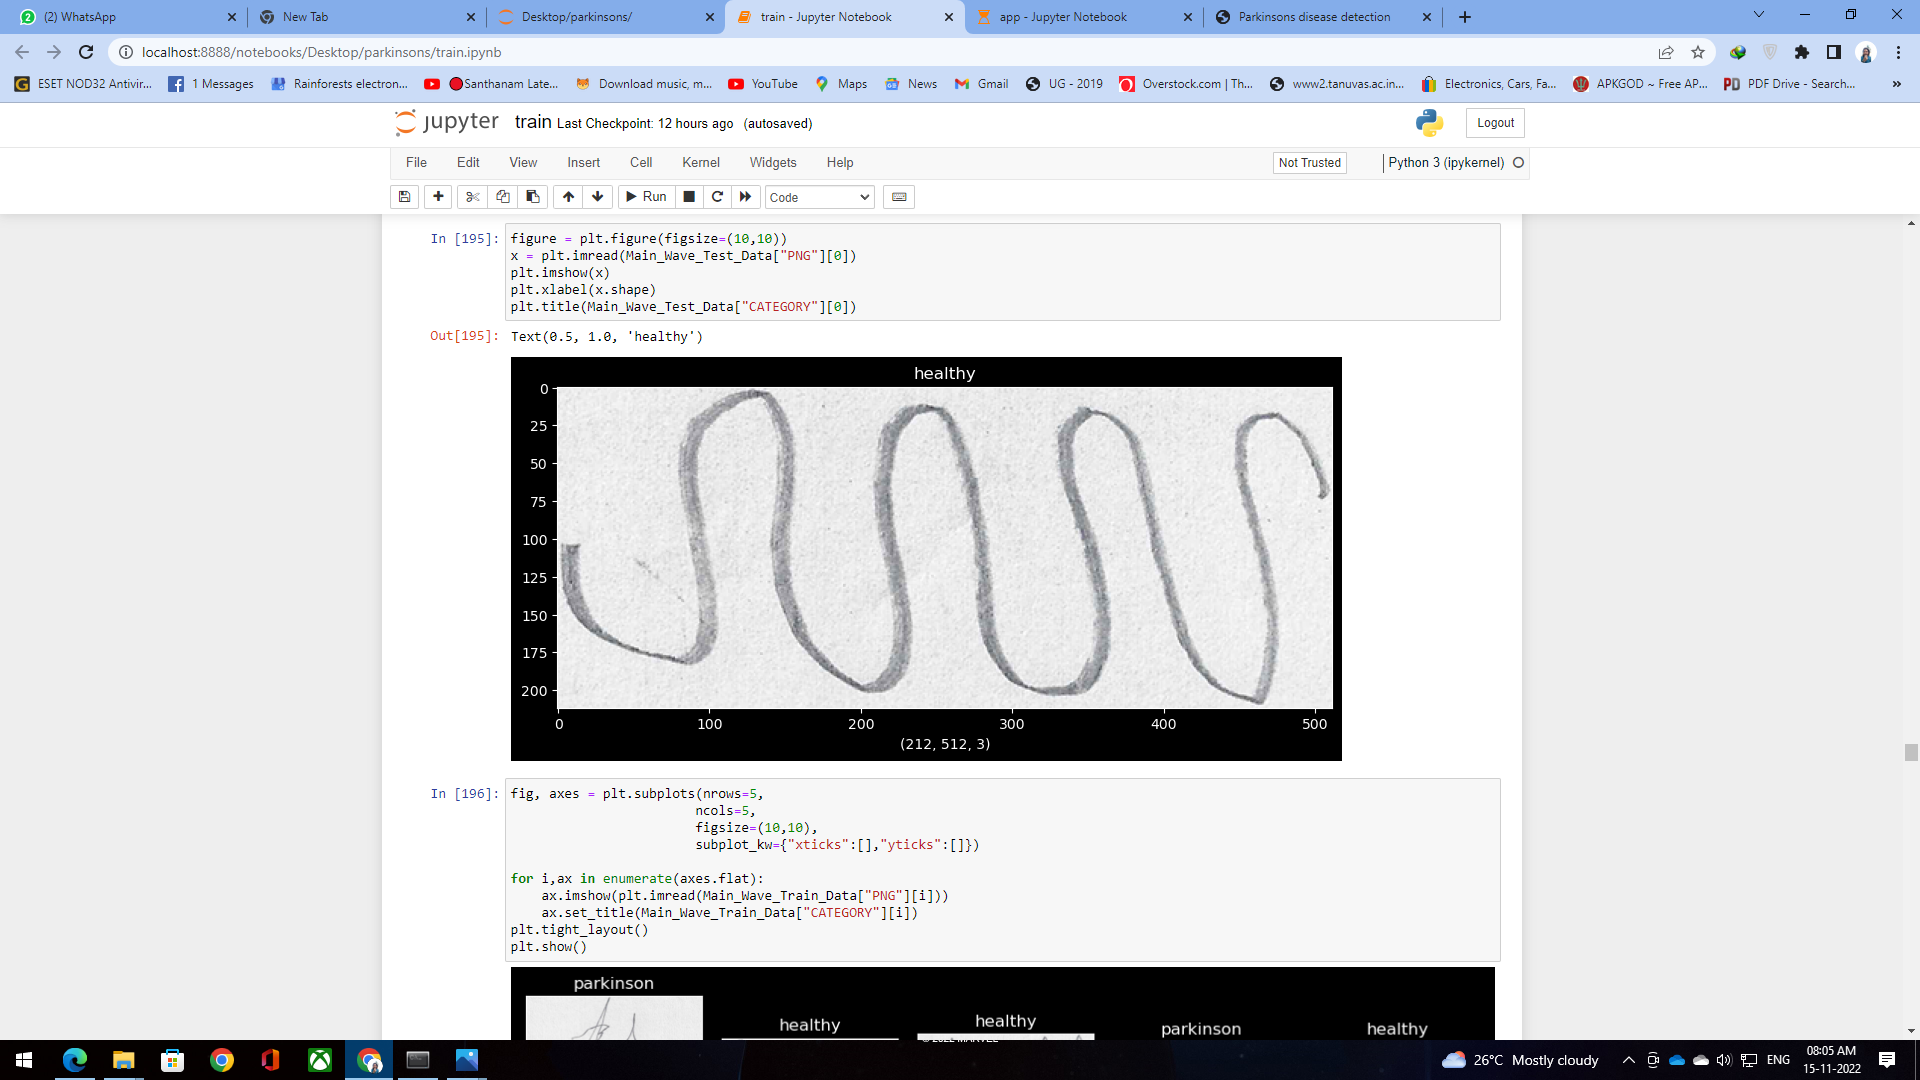 (2) WhatsApp
New Tab
Desktop/parkinsons/
train - Jupyter Notebook
app - Jupyter Notebook
Parkinsons disease detection
localhost:8888/notebooks/Desktop/parkinsons/train.ipynb
ESET NOD32 Antivir...
1 Messages
Rainforests electron...
Santhanam Late...
Download music, m...
YouTube
Maps
News
Gmail
UG - 2019
Overstock.com | Th...
www2.tanuvas.ac.in...
Electronics, Cars, Fa...
APKGOD ~ Free AP...
PDF Drive - Search...
»
jupyter train Last Checkpoint: 12 hours ago (autosaved)
Logout
File Edit View Insert Cell Kernel Widgets Help
Not Trusted
Python 3 (ipykernel)
Run
Code
In [195]:
figure = plt.figure(figsize=(10,10))
x = plt.imread(Main_Wave_Test_Data["PNG"][0])
plt.imshow(x)
plt.xlabel(x.shape)
plt.title(Main_Wave_Test_Data["CATEGORY"][0])
Out[195]: Text(0.5, 1.0, 'healthy')
healthy
0
25
50
75
100
125
150
175
200
0 100 200 300 400 500
(212, 512, 3)
In [196]:
fig, axes = plt.subplots(nrows=5,
ncols=5,
figsize=(10,10),
subplot_kw={"xticks":[],"yticks":[]})
for i,ax in enumerate(axes.flat):
ax.imshow(plt.imread(Main_Wave_Train_Data["PNG"][i]))
ax.set_title(Main_Wave_Train_Data["CATEGORY"][i])
plt.tight_layout()
plt.show()
parkinson
healthy
healthy
parkinson
healthy
© 2022 MARVEL
26°C Mostly cloudy
ENG
08:05 AM
15-11-2022